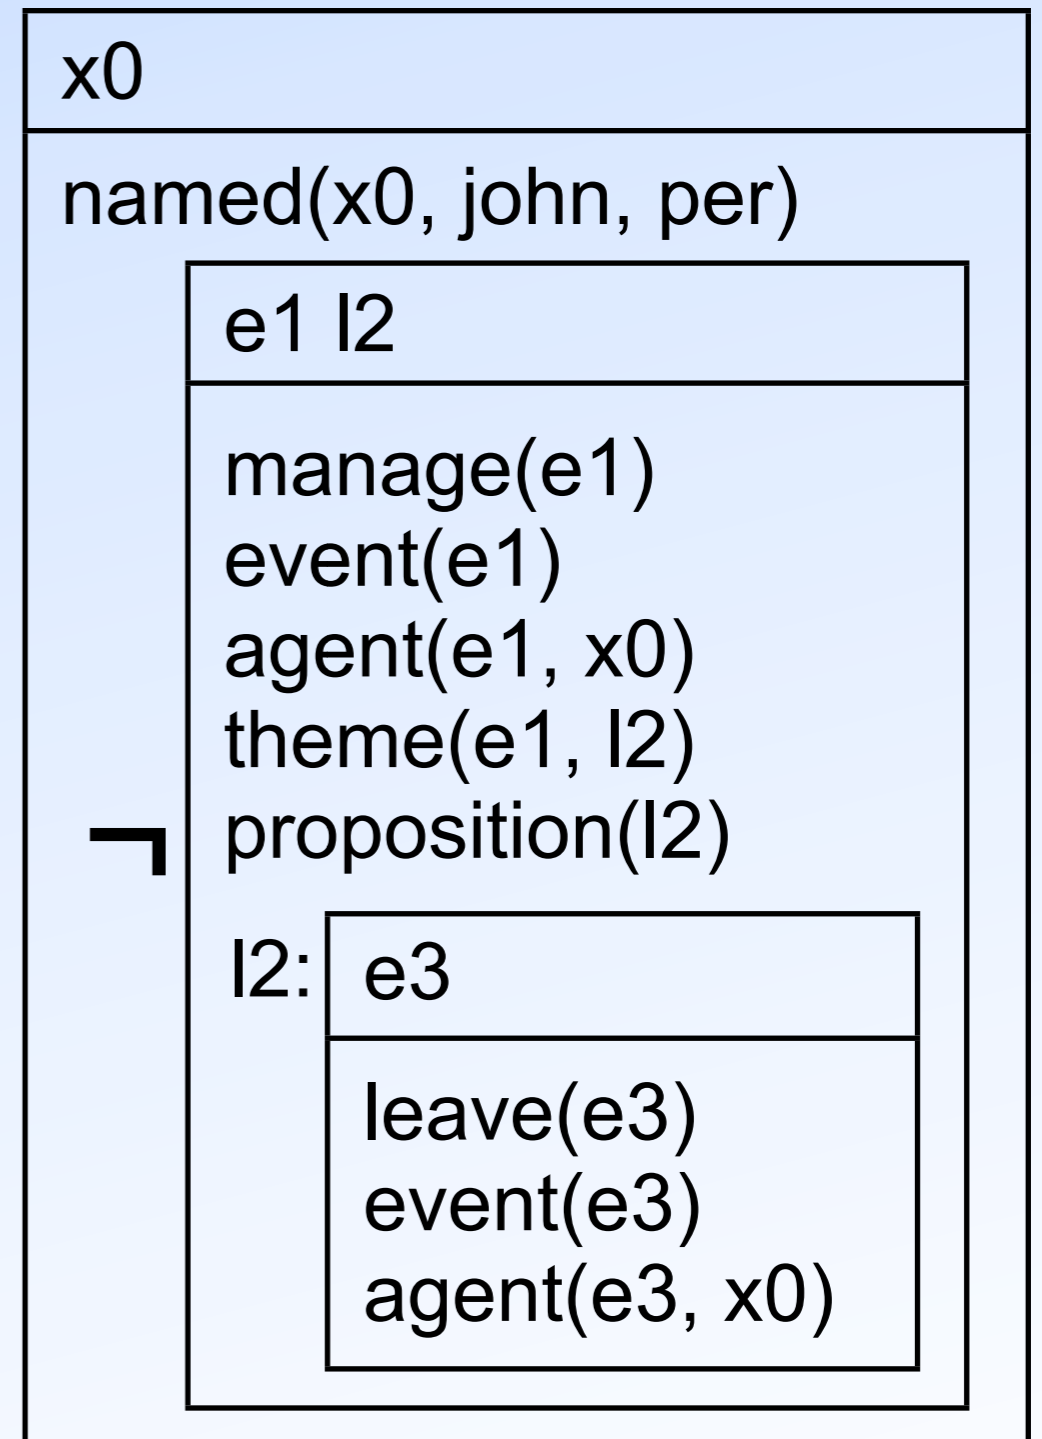 x0
named(x0, john, per)
e1 l2
manage(e1)
event(e1)
agent(e1, x0)
theme(e1, l2)
¬ proposition(l2)
l2: e3
leave(e3)
event(e3)
agent(e3, x0)